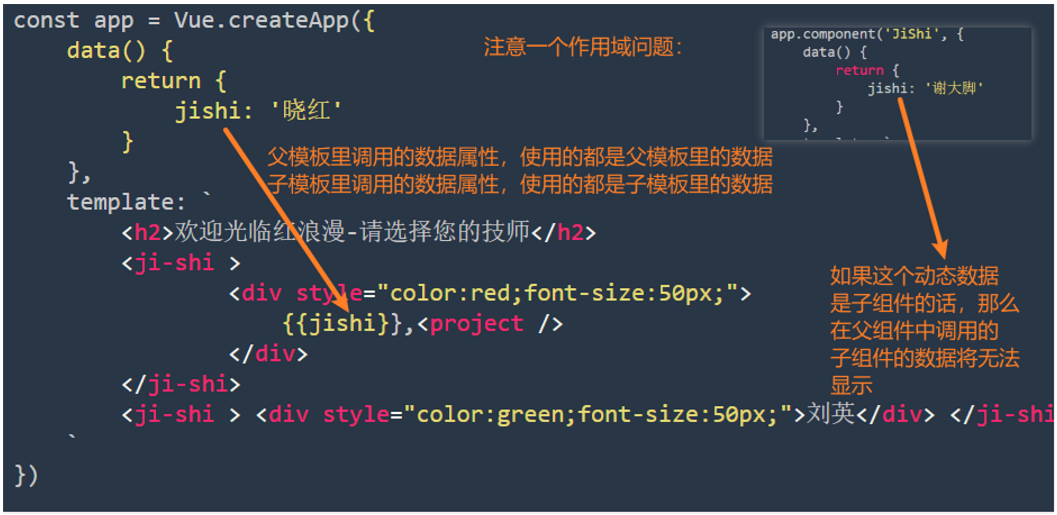 const app = Vue.createApp({
data() {
return {
jishi: '晓红'
}
},
template: `
<h2>欢迎光临红浪漫-请选择您的技师</h2>
<ji-shi >
<div style="color:red;font-size:50px;">
{{jishi}},<project />
</div>
</ji-shi>
<ji-shi > <div style="color:green;font-size:50px;">刘英</div> </ji-shi
`
})
注意一个作用域问题：
父模板里调用的数据属性，使用的都是父模板里的数据
子模板里调用的数据属性，使用的都是子模板里的数据
app.component('JiShi', {
data() {
return {
jishi: '谢大脚'
}
},
如果这个动态数据
是子组件的话，那么
在父组件中调用的
子组件的数据将无法
显示